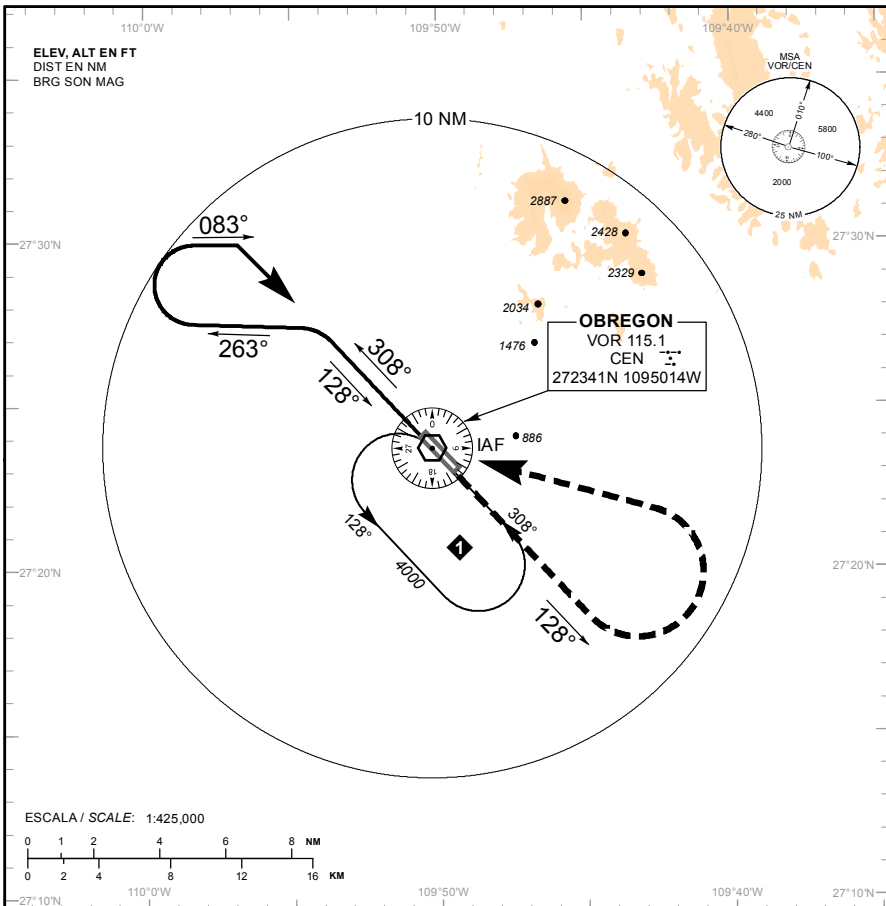 110°0'W
109°50'W
109°40'W
ELEV, ALT EN FT
DIST EN NM
BRG SON MAG
MSA
VOR/CEN
4400
010°
5800
280°
100°
2000
25 NM
10 NM
2887
083°
2428
27°30'N
27°30'N
2329
2034
OBREGON
VOR 115.1
CEN
272341N 1095014W
1476
263°
308°
128°
0
9
18
27
IAF
886
128°
308°
1
4000
27°20'N
27°20'N
128°
ESCALA / SCALE: 1:425,000
0 1 2 4 6 8 NM
0 2 4 8 12 16 KM
110°0'W
109°50'W
109°40'W
27°10'N
27°10'N